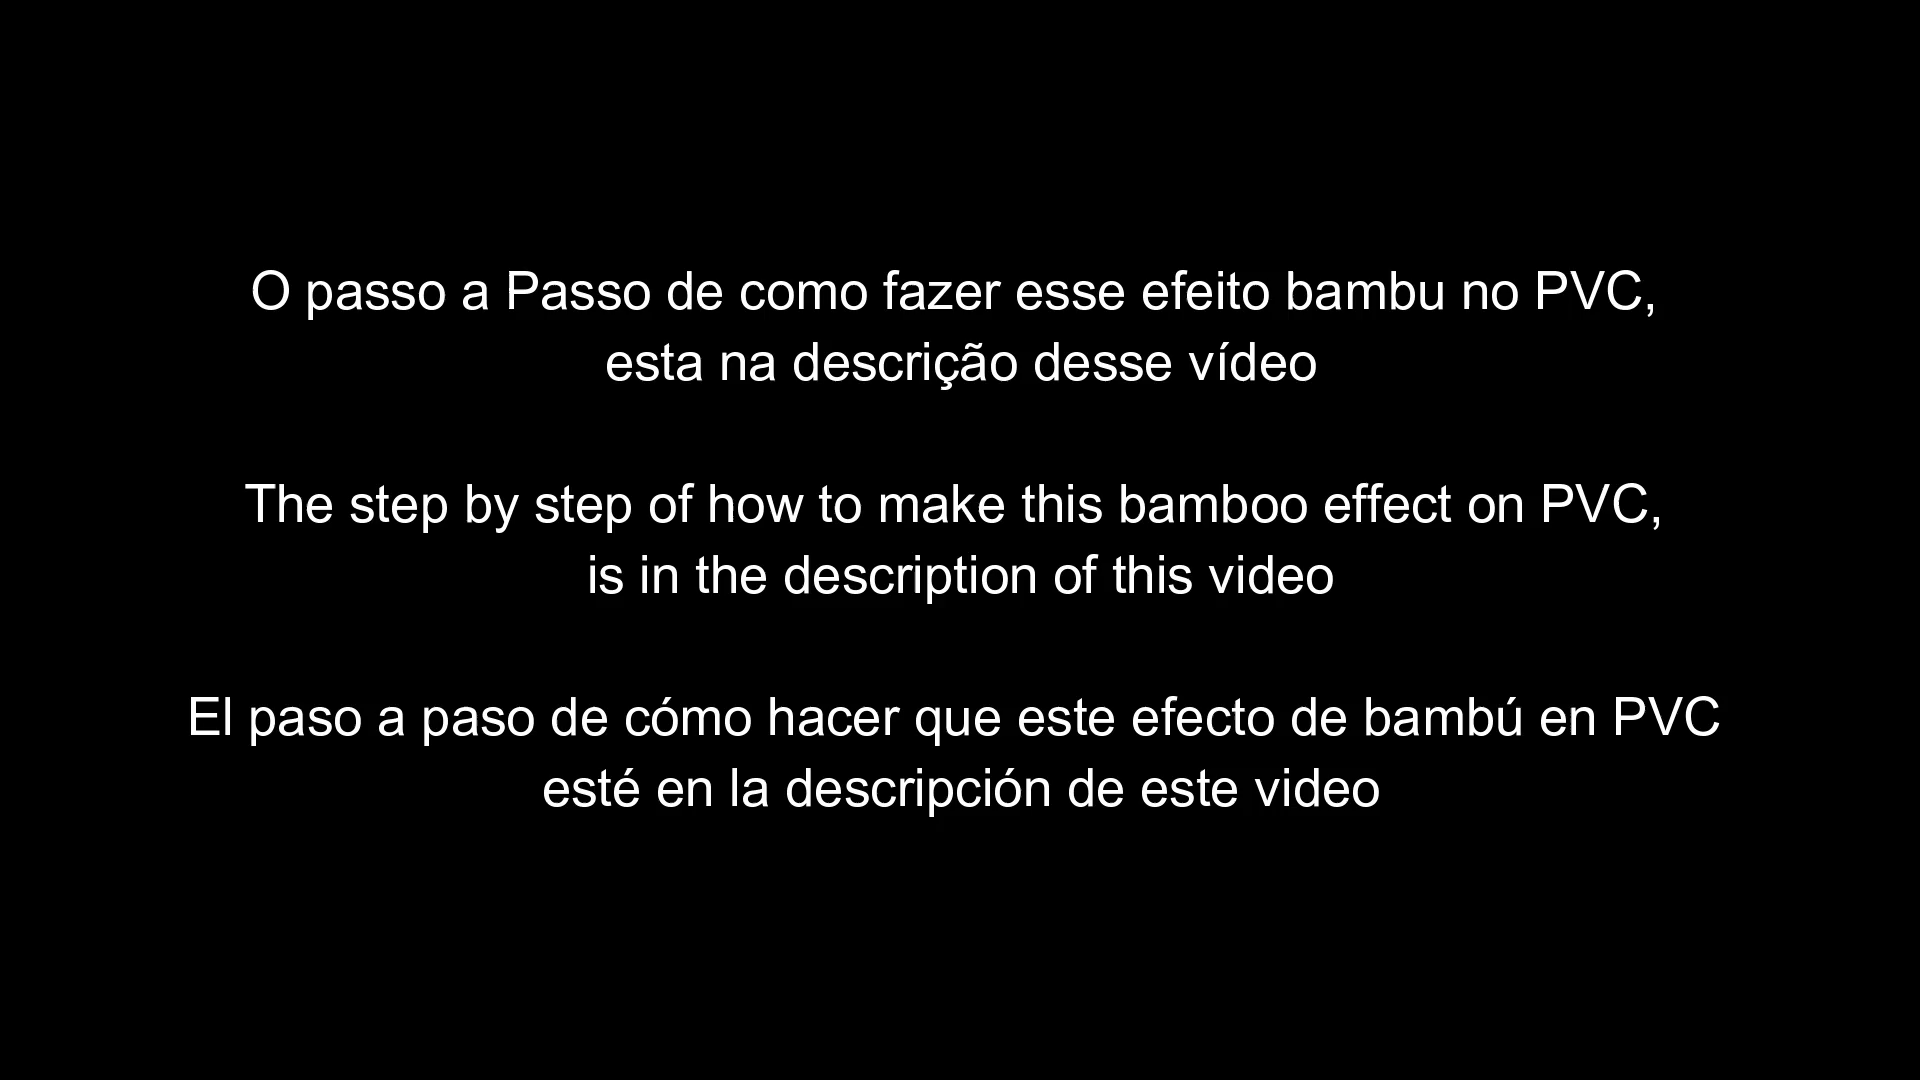 O passo a Passo de como fazer esse efeito bambu no PVC,
esta na descrição desse vídeo
The step by step of how to make this bamboo effect on PVC,
is in the description of this video
El paso a paso de cómo hacer que este efecto de bambú en PVC
esté en la descripción de este video